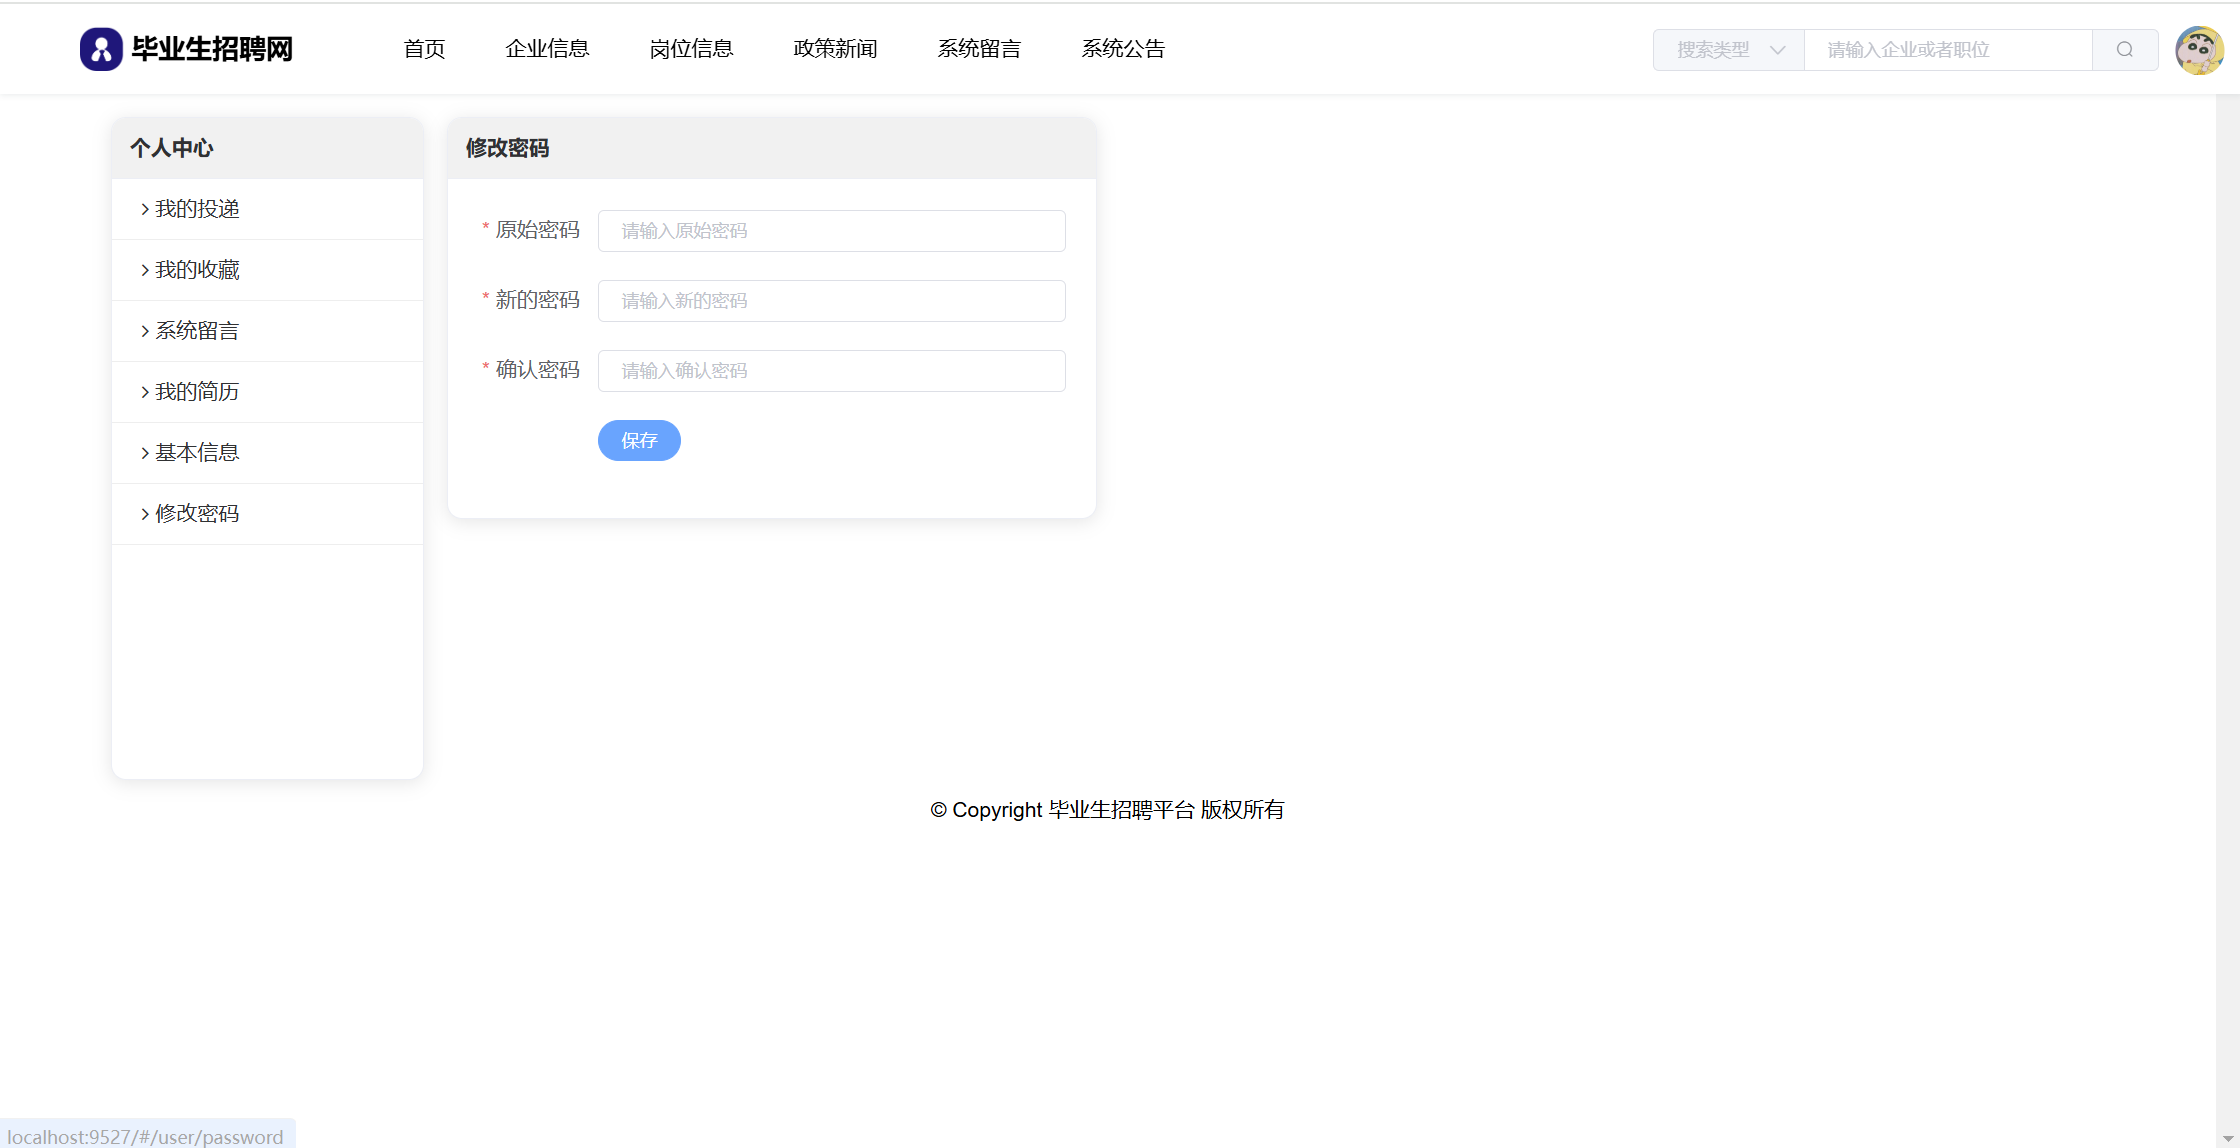 毕业生招聘网 首页 企业信息 岗位信息 政策新闻 系统留言 系统公告 搜索类型 请输入企业或者职位
个人中心
我的投递
我的收藏
系统留言
我的简历
基本信息
修改密码
修改密码
* 原始密码 请输入原始密码
* 新的密码 请输入新的密码
* 确认密码 请输入确认密码
保存
© Copyright 毕业生招聘平台 版权所有
localhost:9527/#/user/password